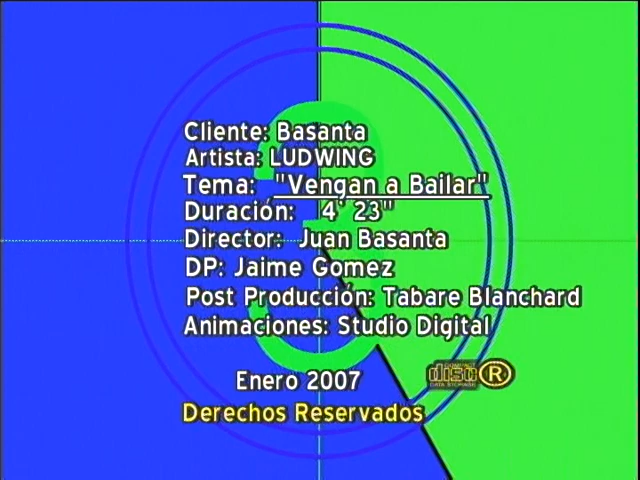 Cliente: Basanta
Artista: LUDWING
Tema: "Vengan a Bailar"
Duración: 4' 23"
Director: Juan Basanta
DP: Jaime Gomez
Post Producción: Tabare Blanchard
Animaciones: Studio Digital
Enero 2007
disc ®
Derechos Reservados